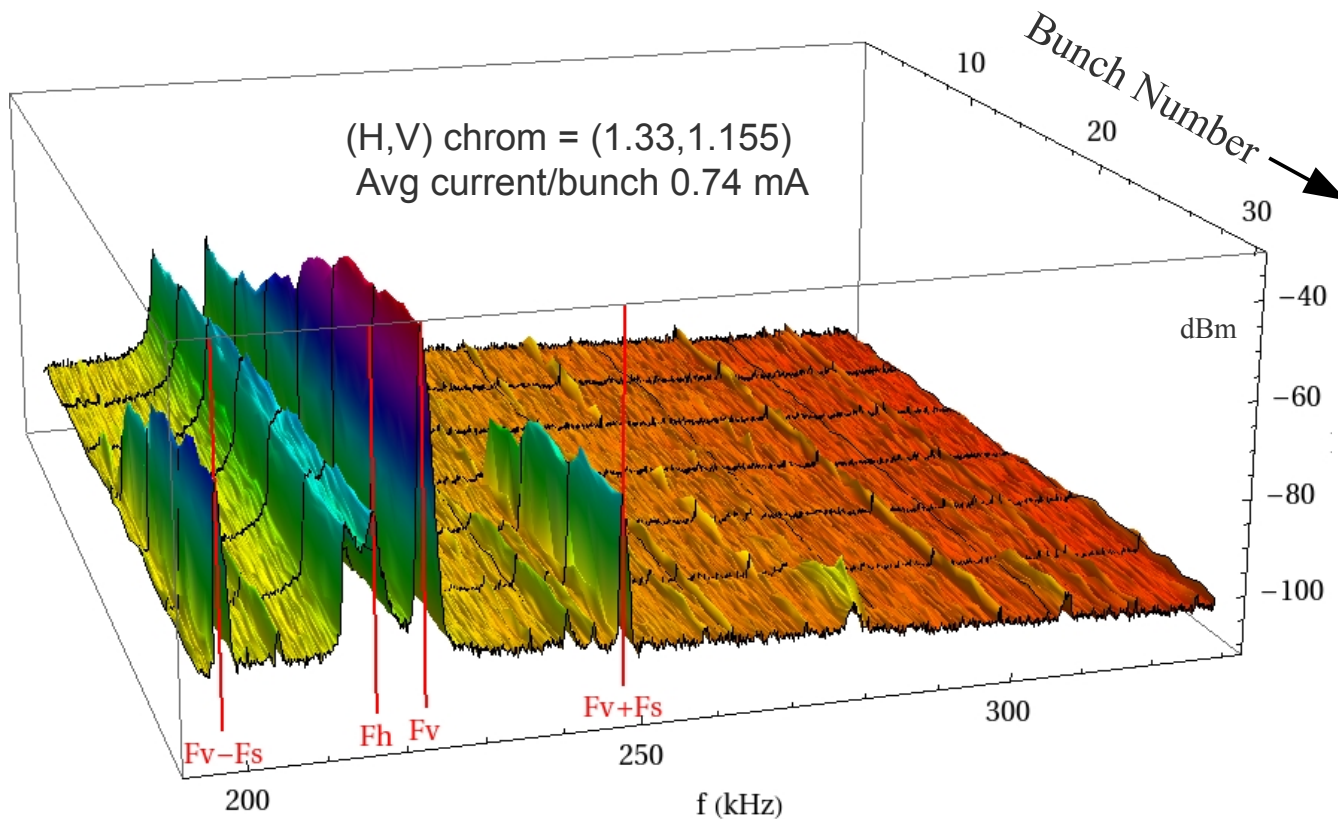 Bunch Number
10
20
30
(H,V) chrom = (1.33,1.155)
Avg current/bunch 0.74 mA
−40
dBm
−60
−80
−100
Fv−Fs
Fh
Fv
Fv+Fs
200
250
300
f (kHz)